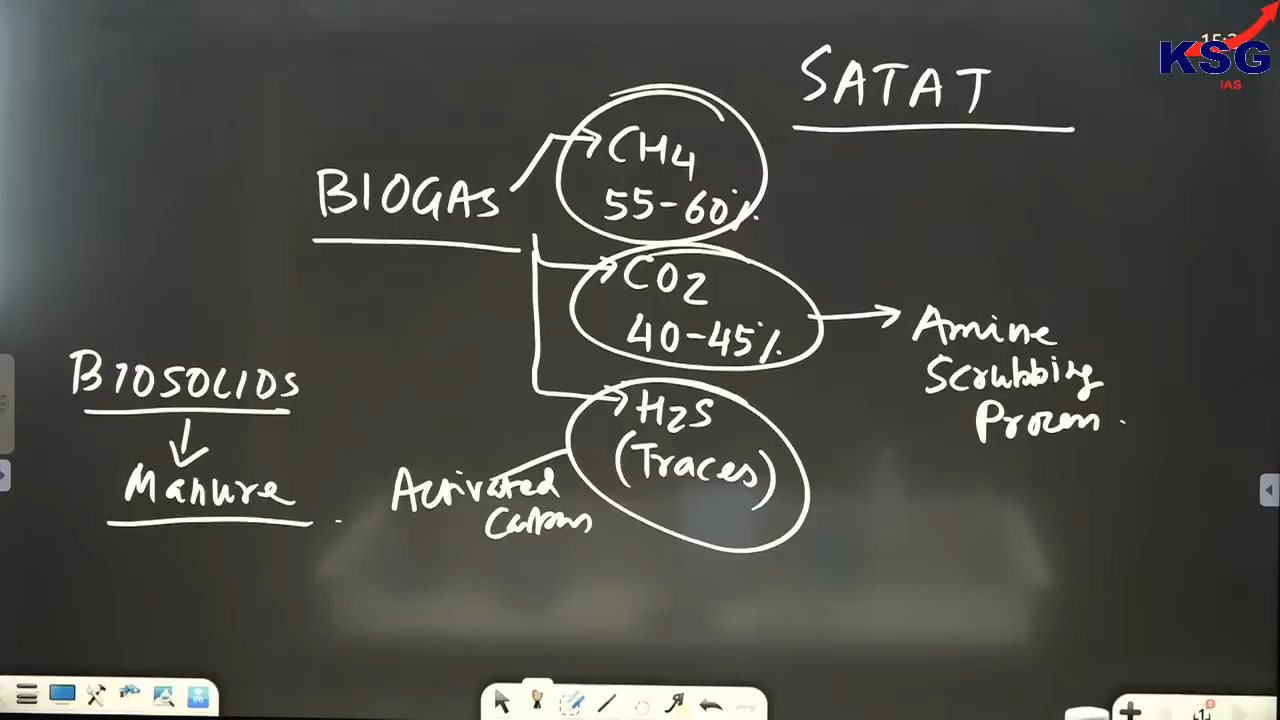 SATAT
KSG
IAS
BIOGAS
CH4
55-60%
CO2
40-45%
Amine
Scrubbing
Process.
H2S
(Traces)
Activated
Carbon
BIOSOLIDS
Manure.